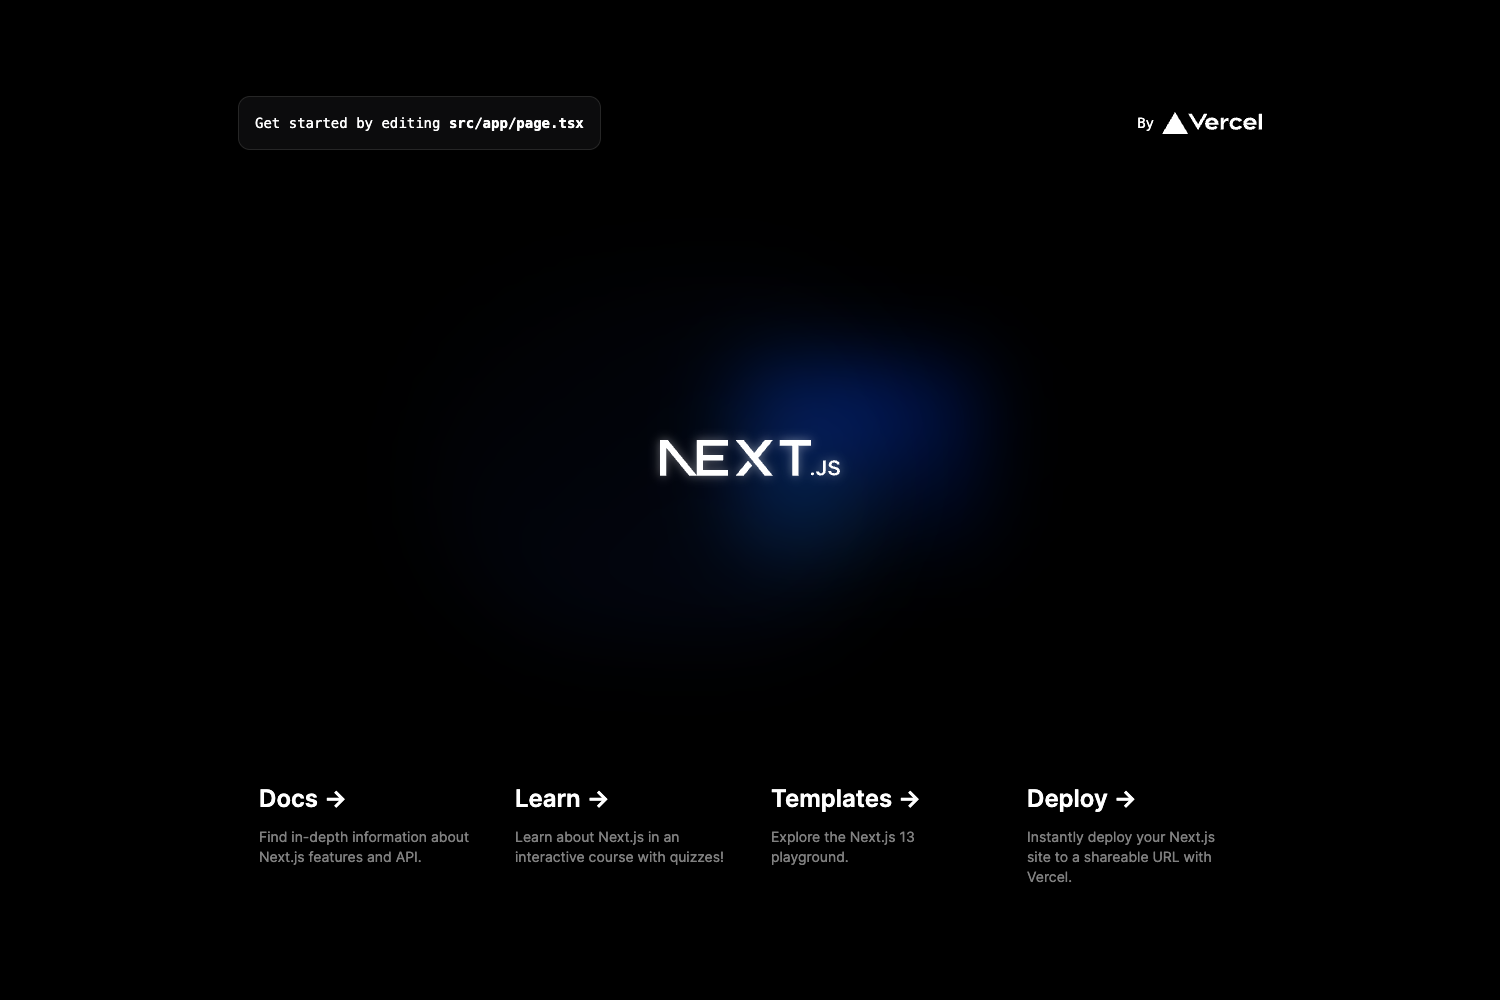 Get started by editing src/app/page.tsx
By Vercel
NEXT.JS
Docs →
Find in-depth information about
Next.js features and API.
Learn →
Learn about Next.js in an
interactive course with quizzes!
Templates →
Explore the Next.js 13
playground.
Deploy →
Instantly deploy your Next.js
site to a shareable URL with
Vercel.